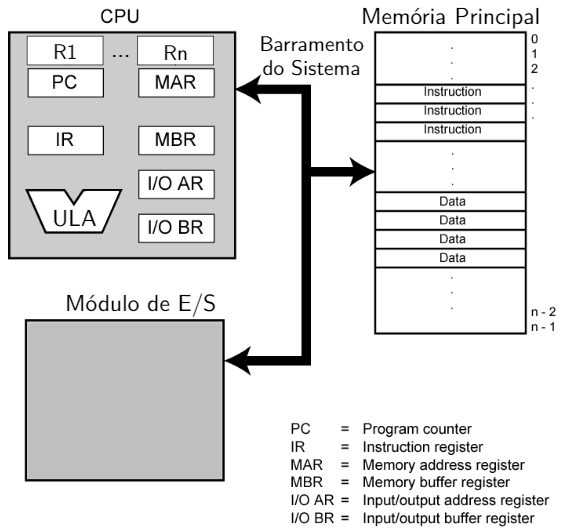 CPU
R1 ... Rn
PC MAR
IR MBR
I/O AR
ULA
I/O BR
Barramento
do Sistema
Memória Principal
0
1
2
.
.
.
Instruction
Instruction
Instruction
.
.
.
Data
Data
Data
Data
.
.
.
n - 2
n - 1
Módulo de E/S
PC = Program counter
IR = Instruction register
MAR = Memory address register
MBR = Memory buffer register
I/O AR = Input/output address register
I/O BR = Input/output buffer register